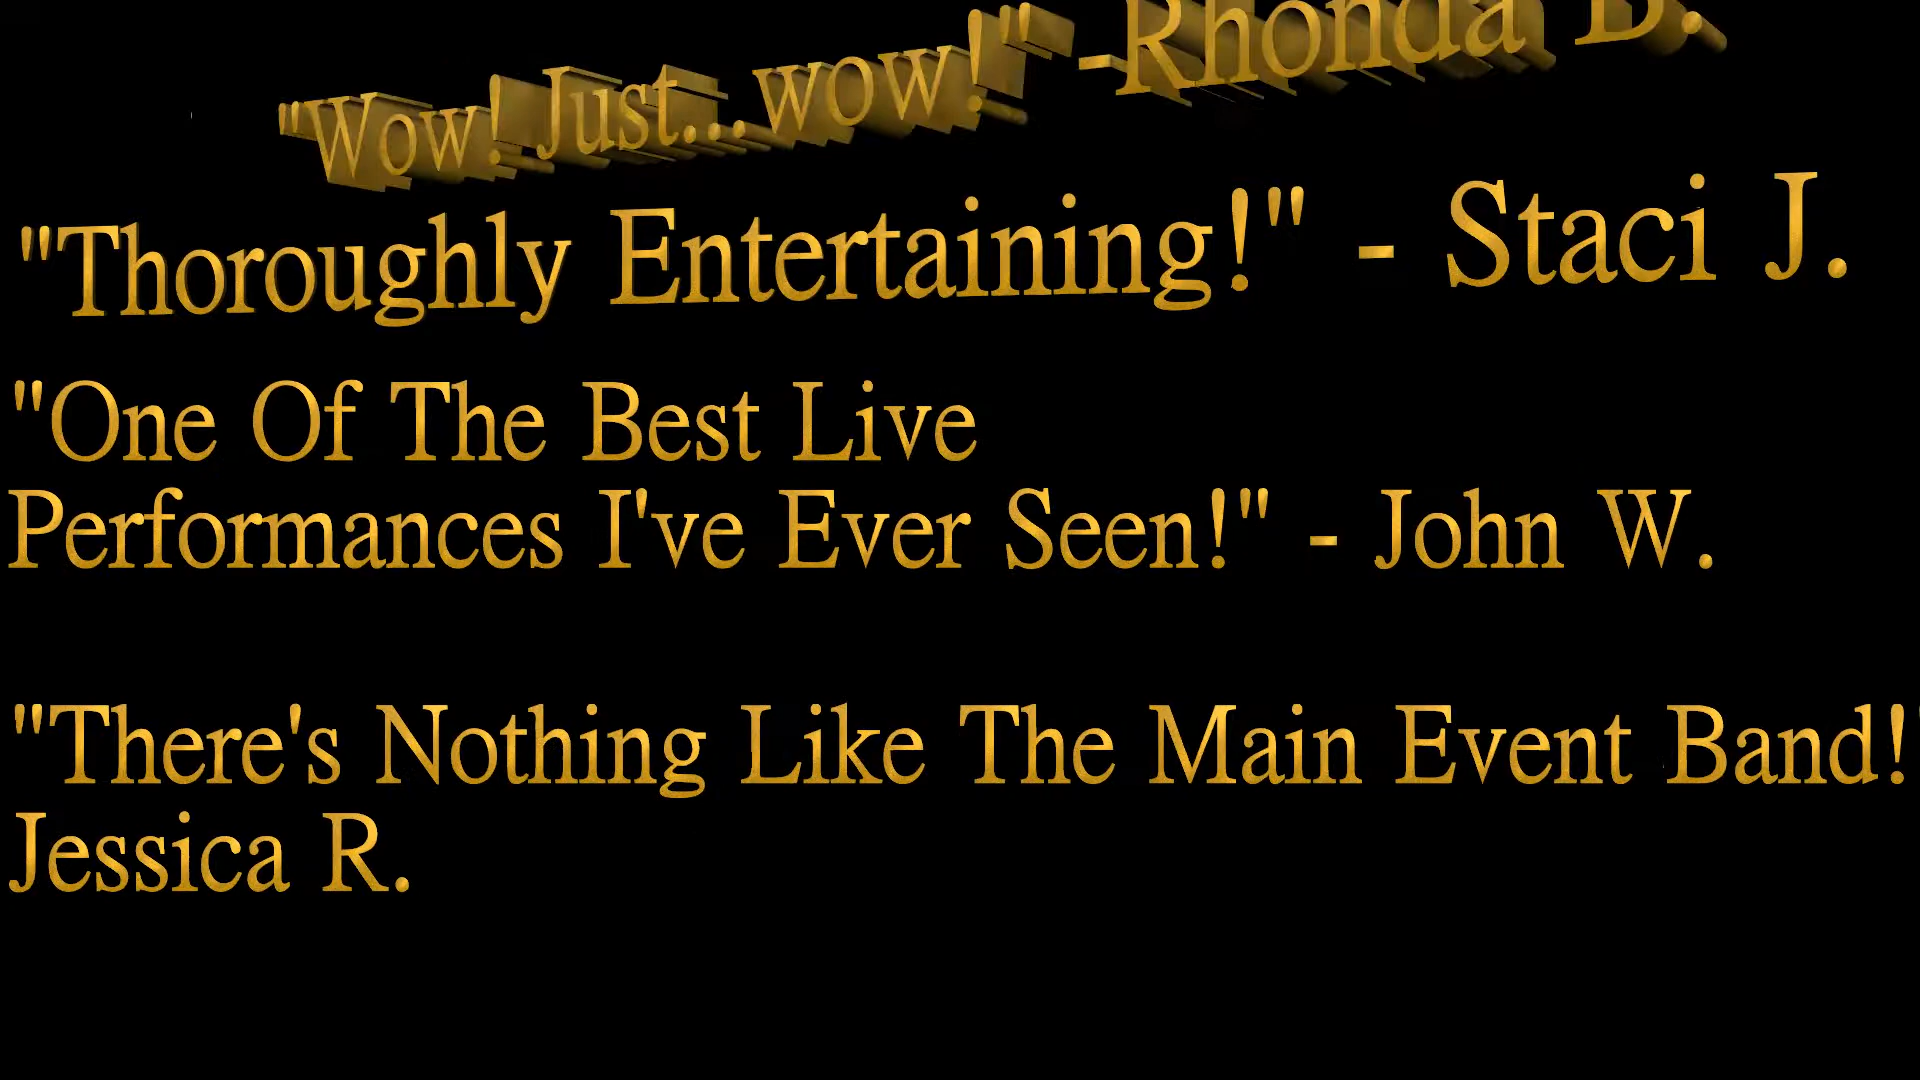 "Wow! Just...wow!" -Rhonda B.
"Thoroughly Entertaining!" - Staci J.
"One Of The Best Live
Performances I've Ever Seen!" - John W.
"There's Nothing Like The Main Event Band!"
Jessica R.